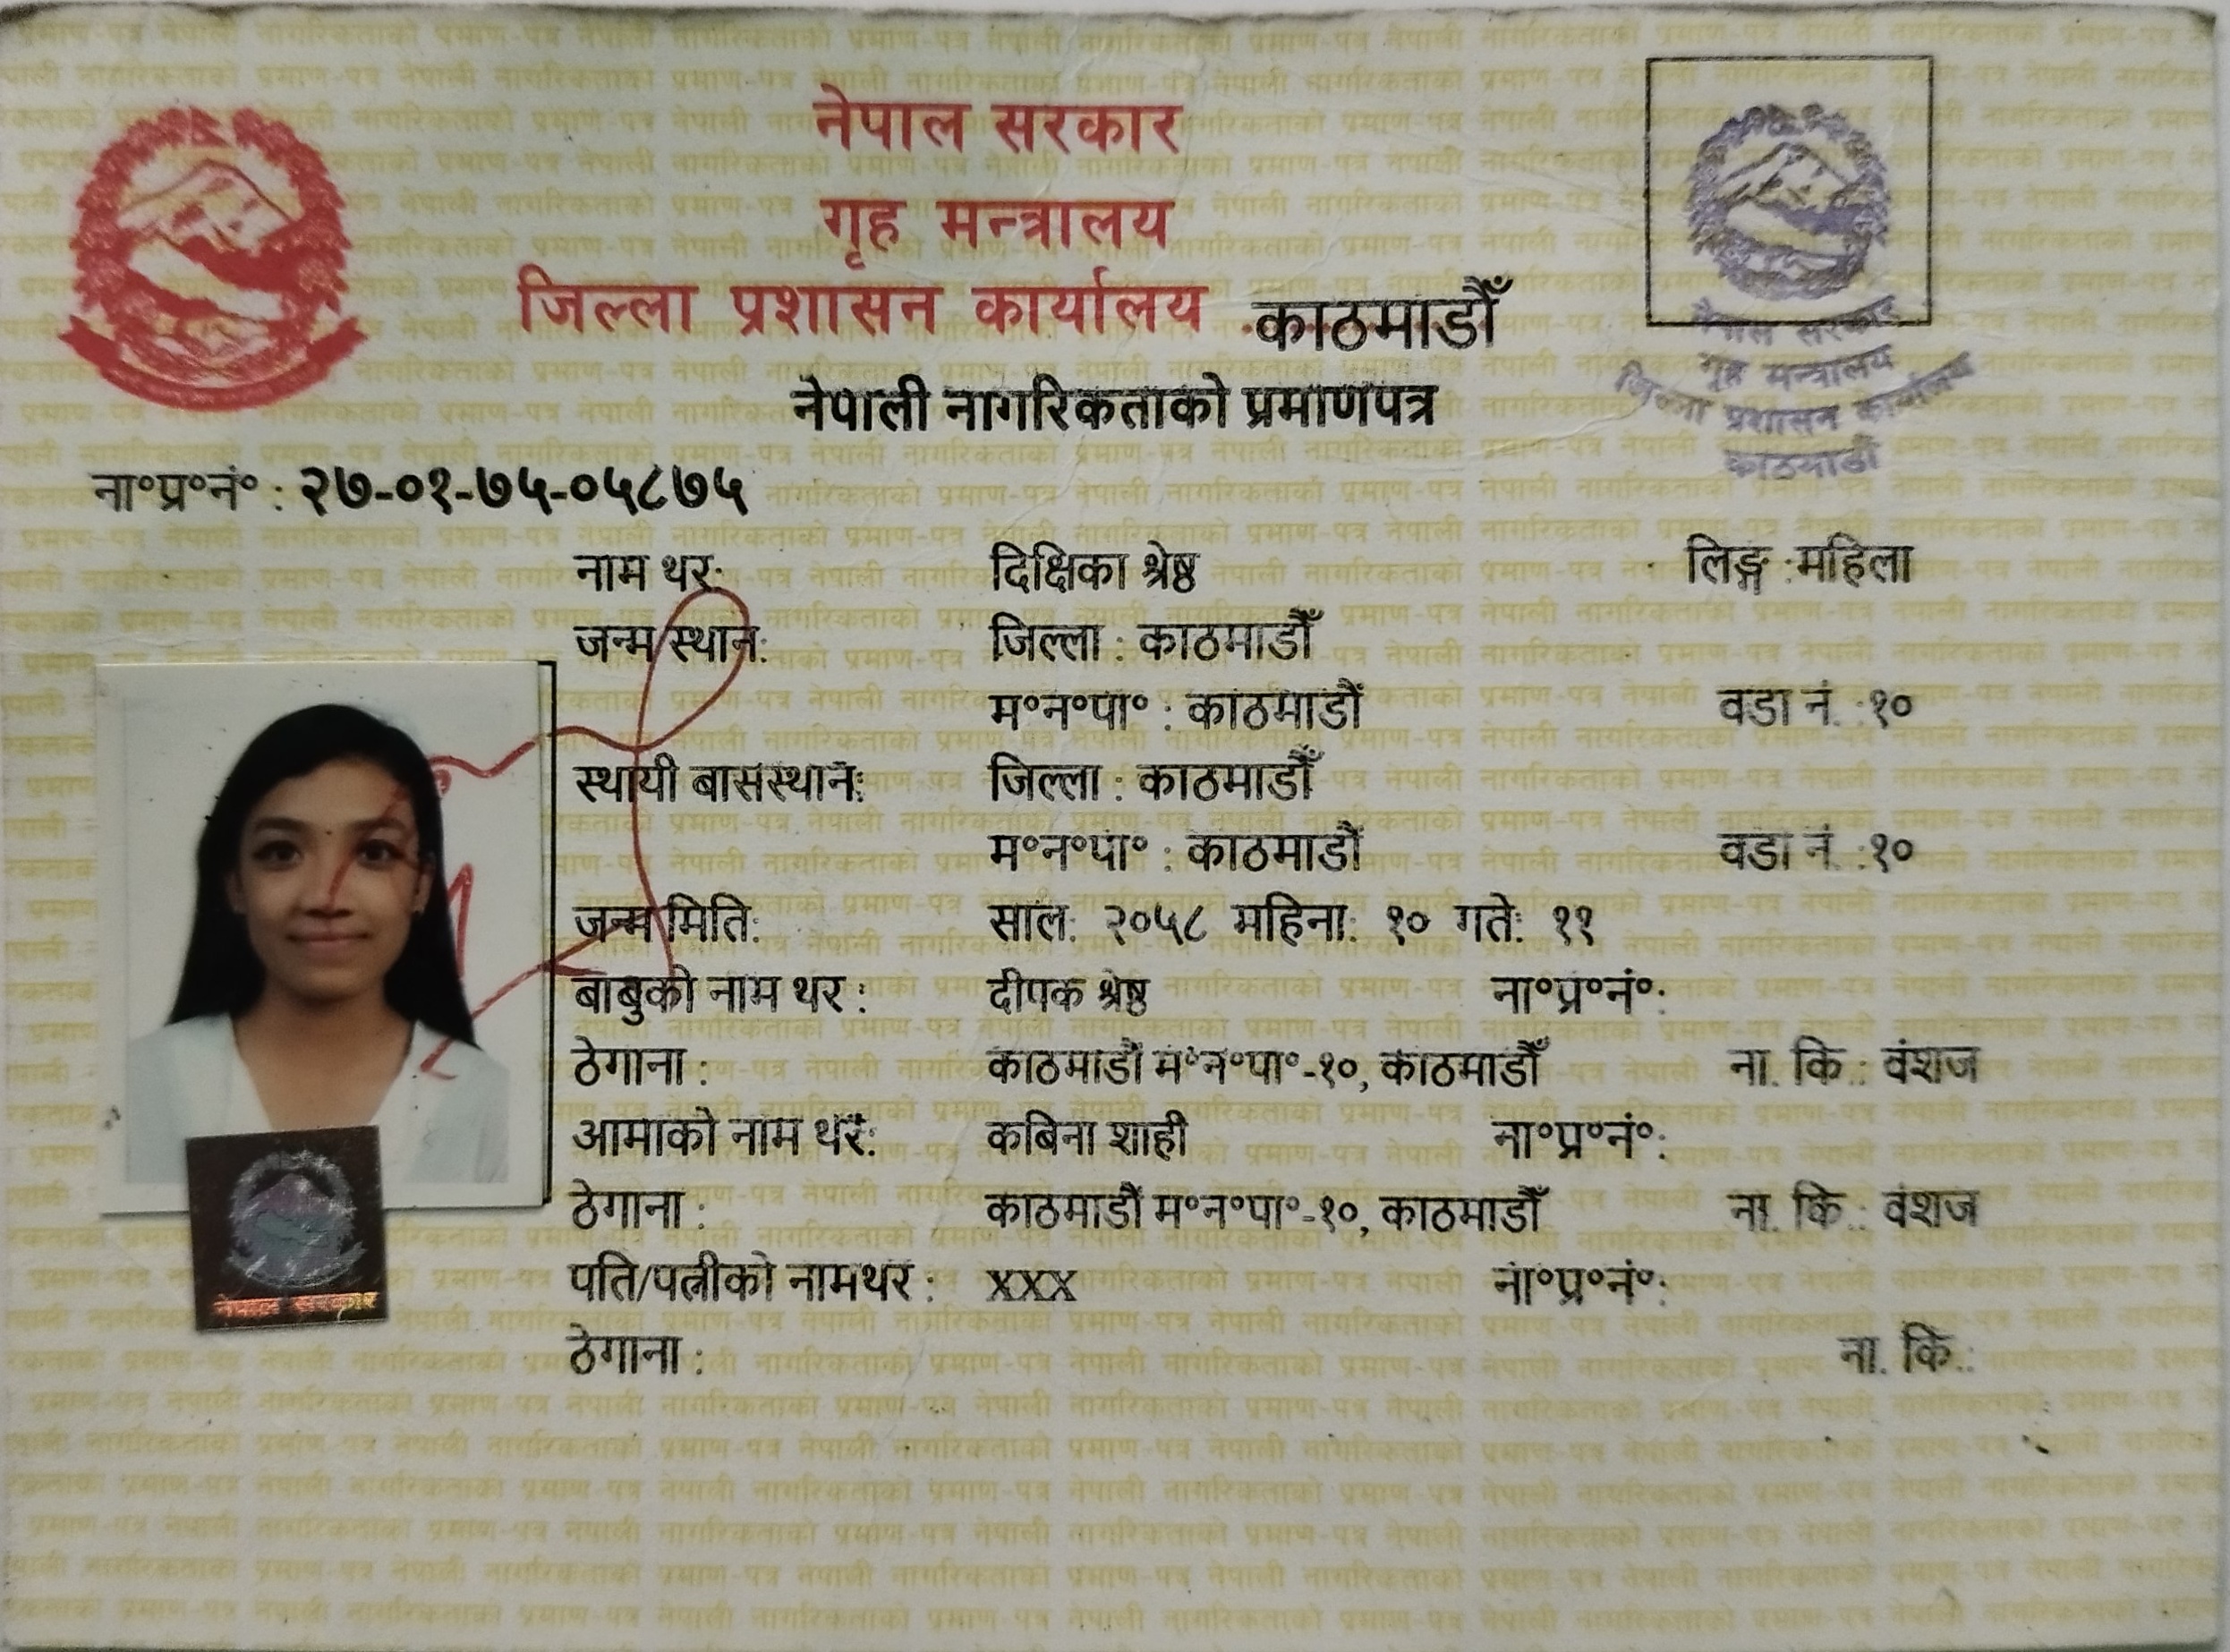 नेपाल सरकार
गृह मन्त्रालय
जिल्ला प्रशासन कार्यालय काठमाडौँ
नेपाली नागरिकताको प्रमाणपत्र
नेपाल सरकार
गृह मन्त्रालय
जिल्ला प्रशासन कार्यालय
काठमाडौं
ना॰प्र॰नं॰ : २७-०१-७५-०५८७५
नाम थर: दिक्षिका श्रेष्ठ लिङ्ग :महिला
जन्म स्थान: जिल्ला : काठमाडौँ
म॰न॰पा॰ : काठमाडौं वडा नं. :१०
स्थायी बासस्थान: जिल्ला : काठमाडौँ
म॰न॰पा॰ : काठमाडौं वडा नं. :१०
जन्म मिति: साल: २०५८ महिना: १० गते: ११
बाबुको नाम थर : दीपक श्रेष्ठ ना॰प्र॰नं॰:
ठेगाना : काठमाडौं म॰न॰पा॰-१०, काठमाडौँ ना. कि.: वंशज
आमाको नाम थर: कबिना शाही ना॰प्र॰नं॰:
ठेगाना : काठमाडौं म॰न॰पा॰-१०, काठमाडौँ ना. कि.: वंशज
पति/पत्नीको नामथर : XXX ना॰प्र॰नं॰:
ठेगाना : ना. कि.:
नेपाल सरकार